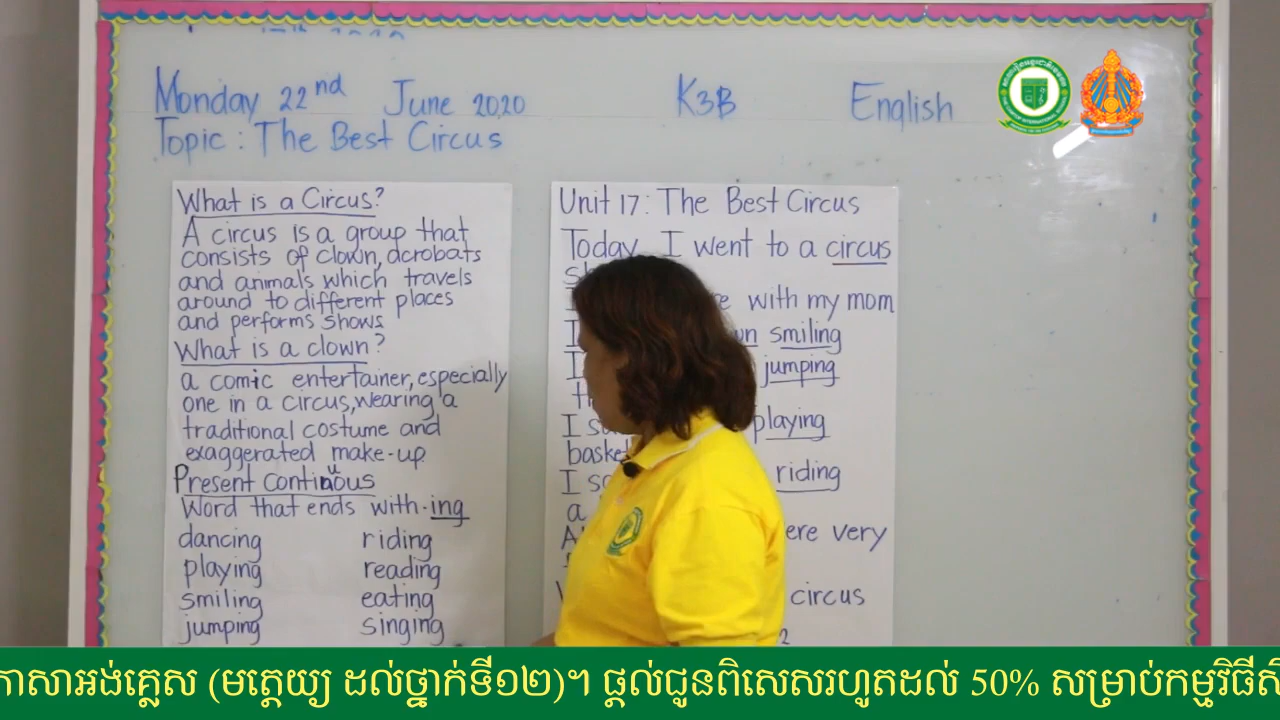 Monday 22nd June 2020 K3B English
Topic : The Best Circus
What is a Circus?
A circus is a group that
consists of clown, acrobats
and animals which travels
around to different places
and performs shows
What is a clown?
a comic entertainer, especially
one in a circus, wearing a
traditional costume and
exaggerated make-up
Present continuous
Word that ends with -ing
dancing riding
playing reading
smiling eating
jumping singing
Unit 17: The Best Circus
Today I went to a circus
with my mom
I smiling
I jumping
I playing
I riding
a
very
circus
ភាសាអង់គ្លេស (មត្តេយ្យ ដល់ថ្នាក់ទី១២)។ ផ្តល់ជូនពិសេសរហូតដល់ 50% សម្រាប់កម្មវិធី